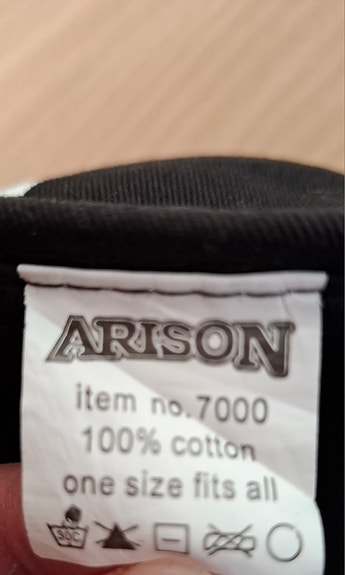 ARISON
item no.7000
100% cotton
one size fits all
30C